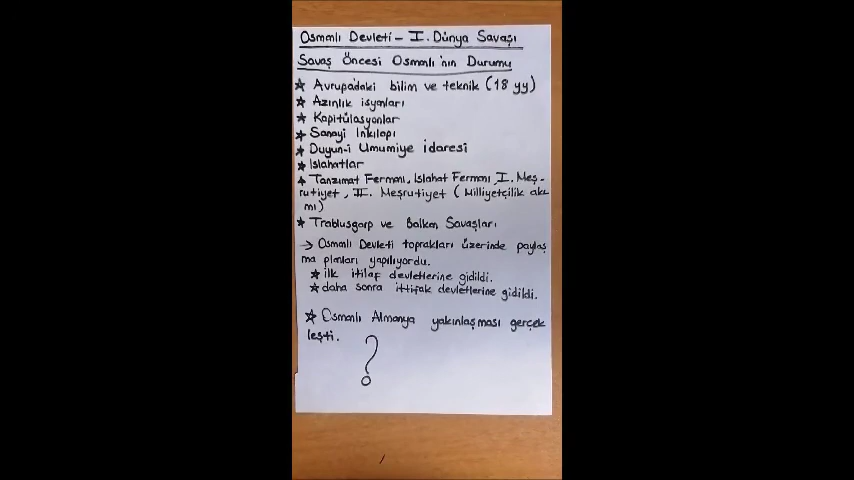 Osmanlı Devleti - I. Dünya Savaşı
Savaş Öncesi Osmanlı'nın Durumu
★ Avrupa'daki bilim ve teknik (18 yy)
★ Azınlık isyanları
★ Kapitülasyonlar
★ Sanayi İnkılapı
★ Duyun-i Umumiye idaresi
★ Islahatlar
★ Tanzimat Fermanı, Islahat Fermanı, I. Meş-
rutiyet, II. Meşrutiyet (Milliyetçilik akı
mı)
★ Trablusgarp ve Balkan Savaşları
→ Osmanlı Devleti toprakları üzerinde paylaş
ma planları yapılıyordu.
★ ilk itilaf devletlerine gidildi.
★ daha sonra ittifak devletlerine gidildi.
★ Osmanlı Almanya yakınlaşması gerçek
leşti.
?